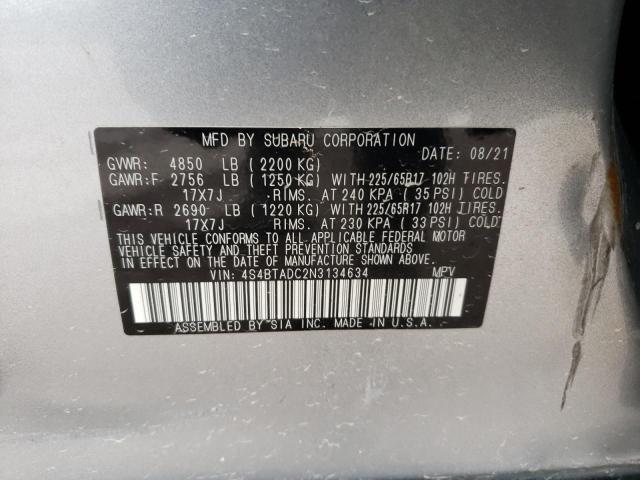 MFD BY SUBARU CORPORATION
GVWR: 4850 LB (2200 KG) DATE: 08/21
GAWR:F 2756 LB (1250 KG) WITH 225/65R17 102H TIRES.
17X7J .RIMS. AT 240 KPA (35 PSI) COLD
GAWR:R 2690 LB (1220 KG) WITH 225/65R17 102H TIRES.
17X7J .RIMS. AT 230 KPA (33 PSI) COLD
THIS VEHICLE CONFORMS TO ALL APPLICABLE FEDERAL MOTOR
VEHICLE SAFETY AND THEFT PREVENTION STANDARDS
IN EFFECT ON THE DATE OF MANUFACTURE SHOWN ABOVE.
VIN: 4S4BTADC2N3134634 MPV
ASSEMBLED BY SIA INC. MADE IN U.S.A.